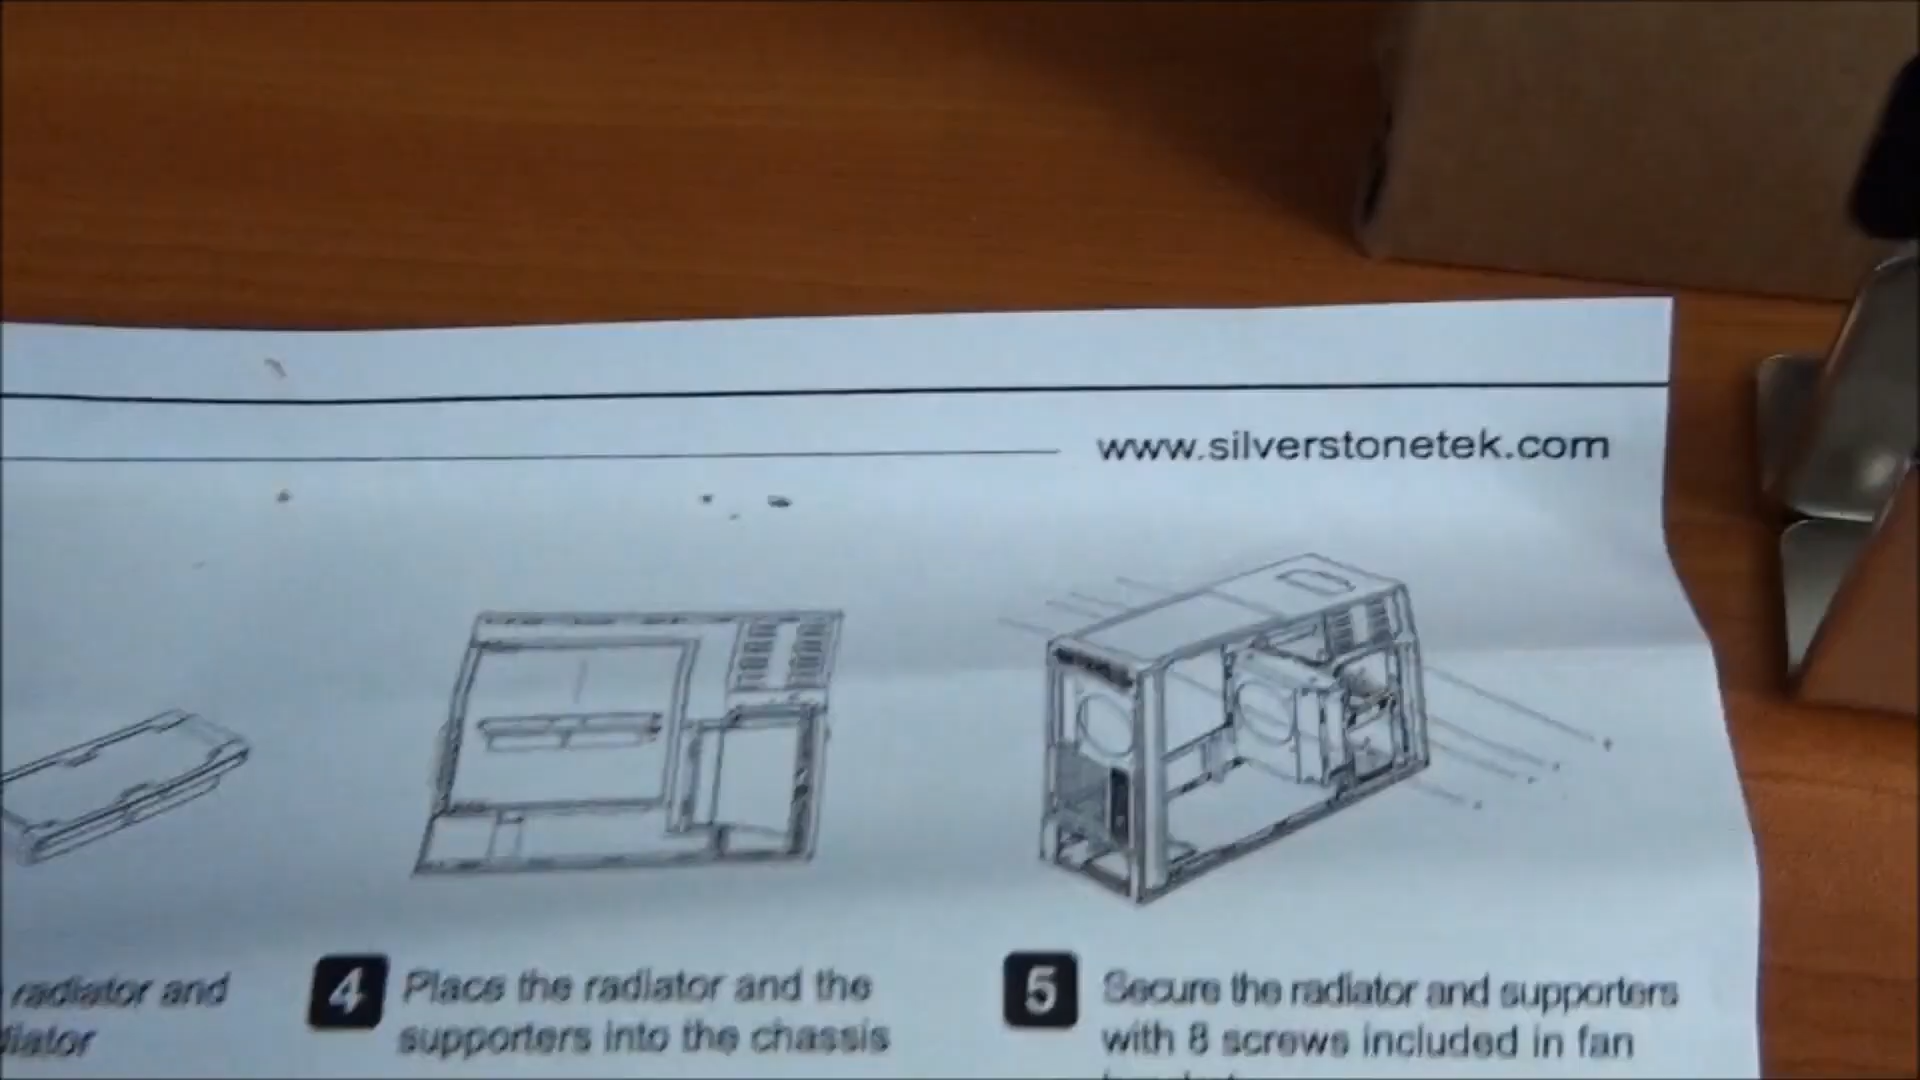 www.silverstonetek.com
radiator and
4 Place the radiator and the
supporters into the chassis
5 Secure the radiator and supporters
with 8 screws included in fan